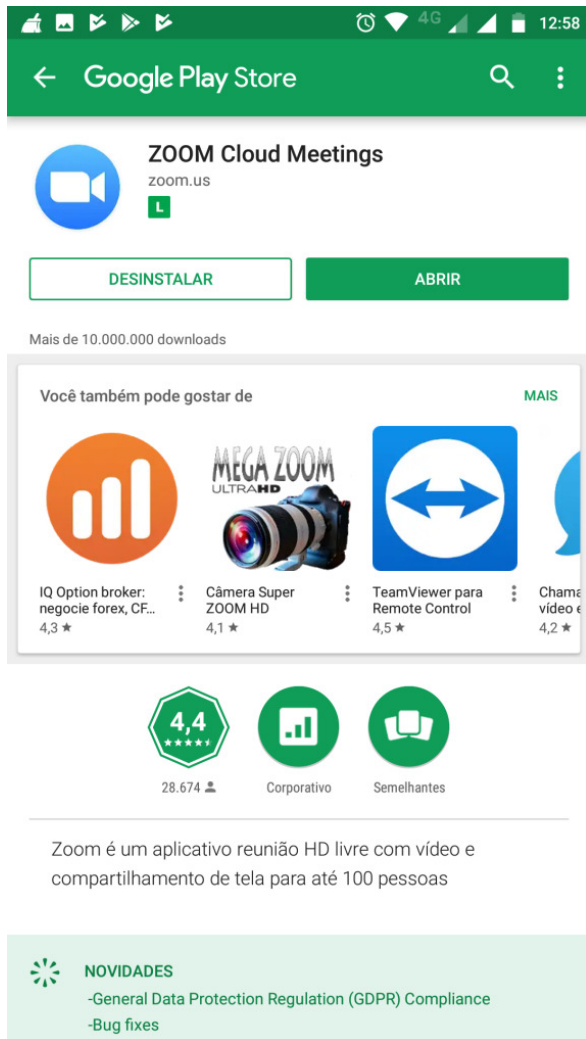 4G 12:58
Google Play Store
ZOOM Cloud Meetings
zoom.us
L
DESINSTALAR
ABRIR
Mais de 10.000.000 downloads
Você também pode gostar de
MAIS
MEGA ZOOM
ULTRAHD
IQ Option broker:
negocie forex, CF...
4,3 ★
Câmera Super
ZOOM HD
4,1 ★
TeamViewer para
Remote Control
4,5 ★
Chama
vídeo e
4,2 ★
4,4
28.674
Corporativo
Semelhantes
Zoom é um aplicativo reunião HD livre com vídeo e
compartilhamento de tela para até 100 pessoas
NOVIDADES
-General Data Protection Regulation (GDPR) Compliance
-Bug fixes